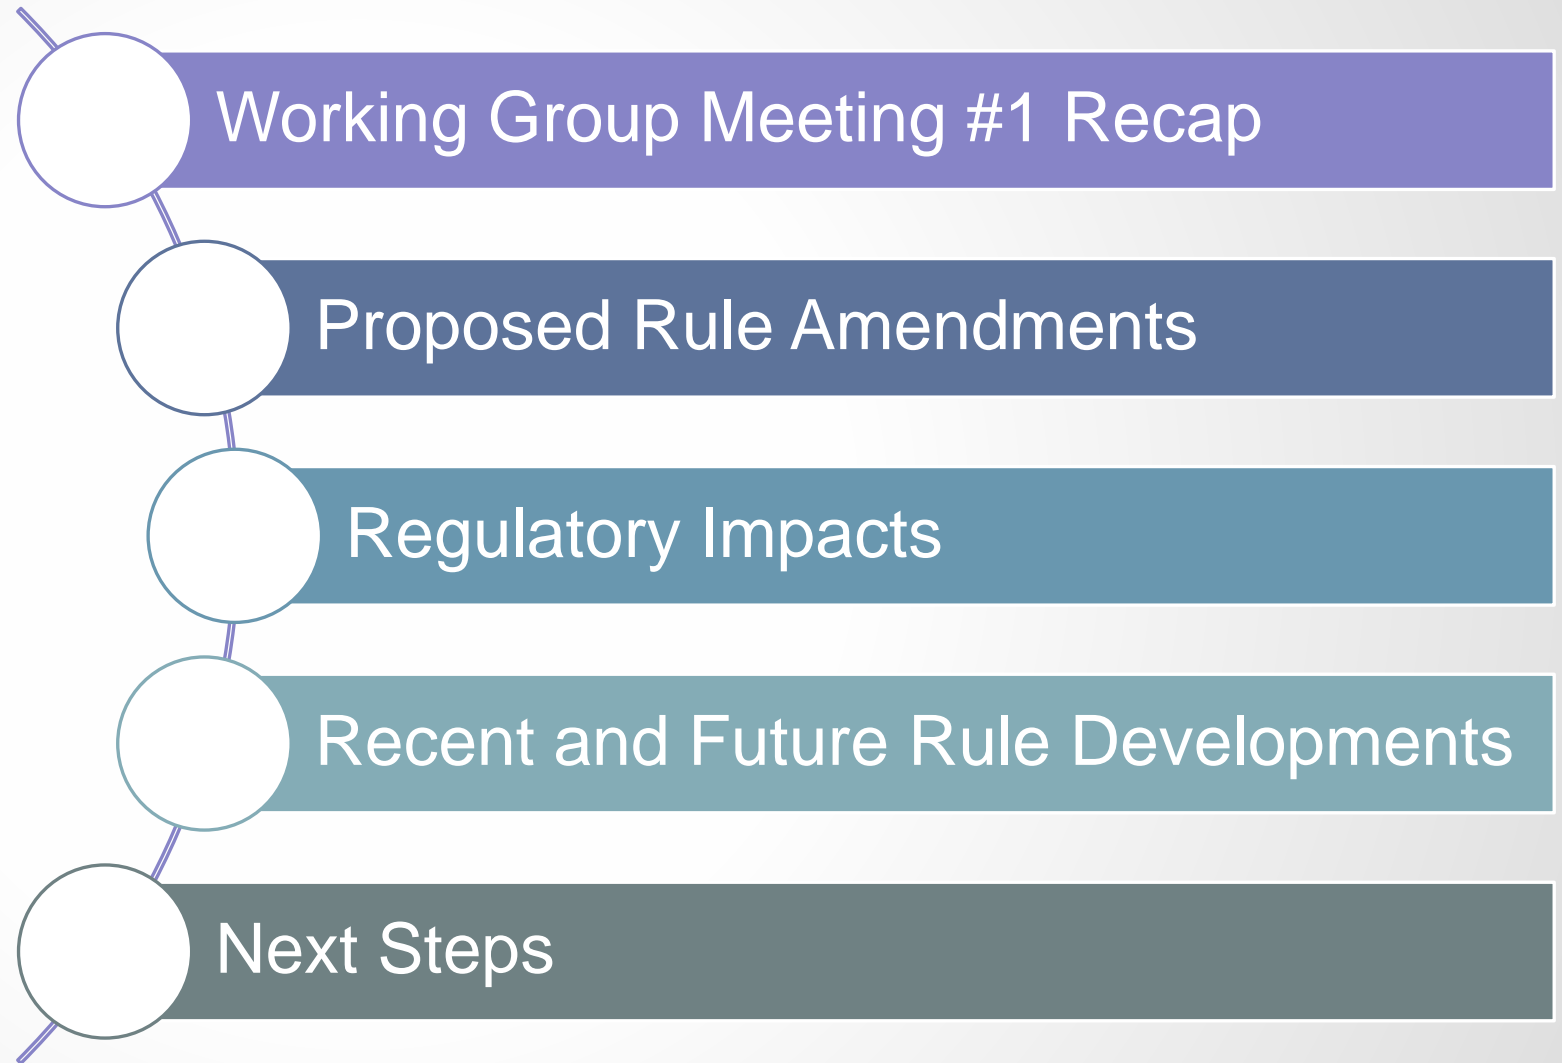 Working Group Meeting #1 Recap
Proposed Rule Amendments
Regulatory Impacts
Recent and Future Rule Developments
Next Steps